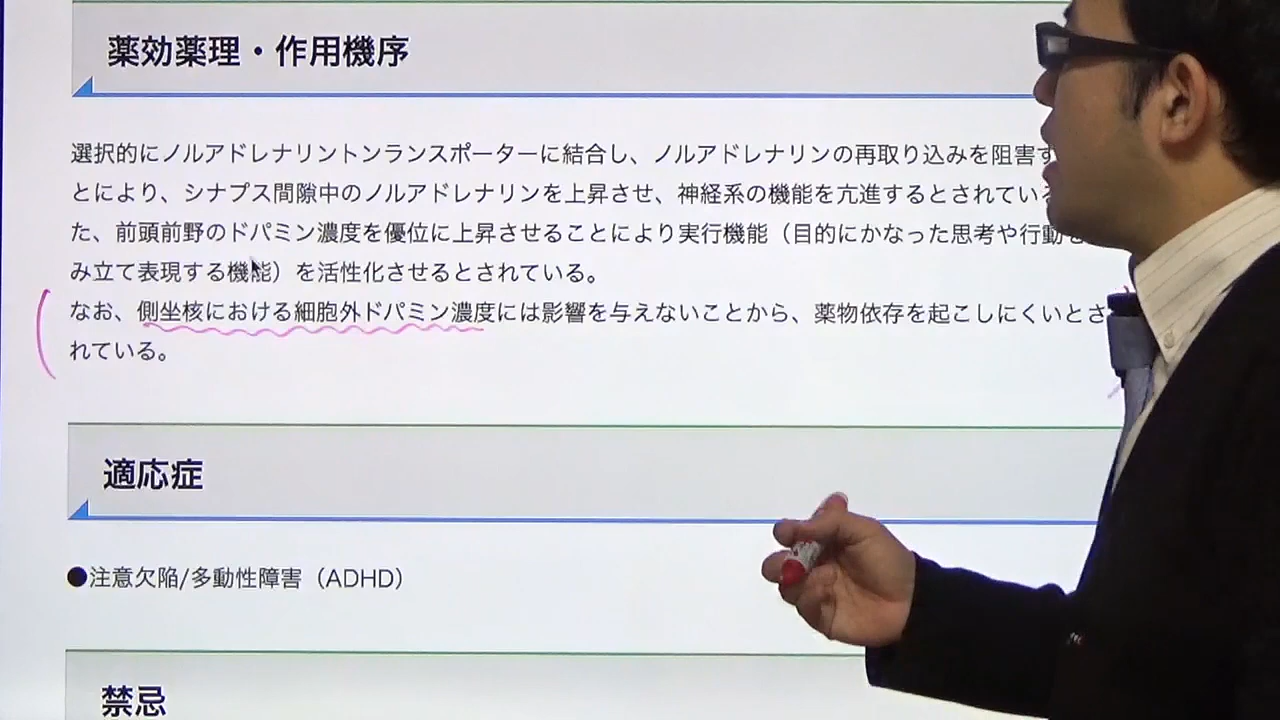 薬効薬理・作用機序
選択的にノルアドレナリントンランスポーターに結合し、ノルアドレナリンの再取り込みを阻害す
とにより、シナプス間隙中のノルアドレナリンを上昇させ、神経系の機能を亢進するとされている
た、前頭前野のドパミン濃度を優位に上昇させることにより実行機能（目的にかなった思考や行動を
み立て表現する機能）を活性化させるとされている。
なお、側坐核における細胞外ドパミン濃度には影響を与えないことから、薬物依存を起こしにくいとさ
れている。
適応症
●注意欠陥/多動性障害（ADHD）
禁忌